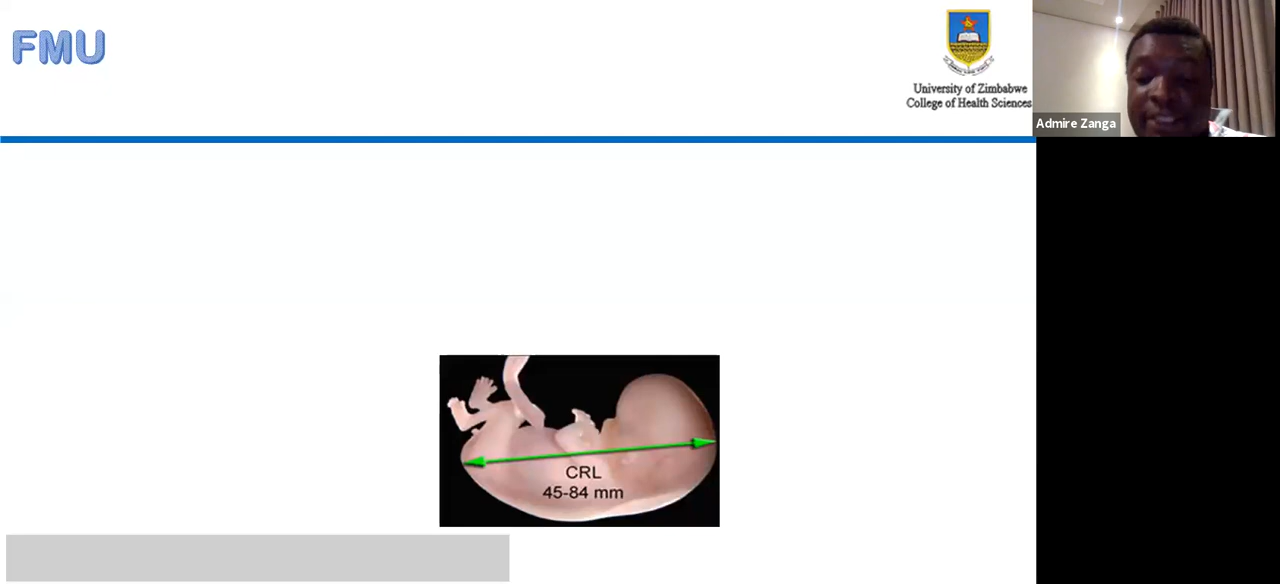 FMU
University of Zimbabwe
College of Health Sciences
Admire Zanga
CRL
45-84 mm